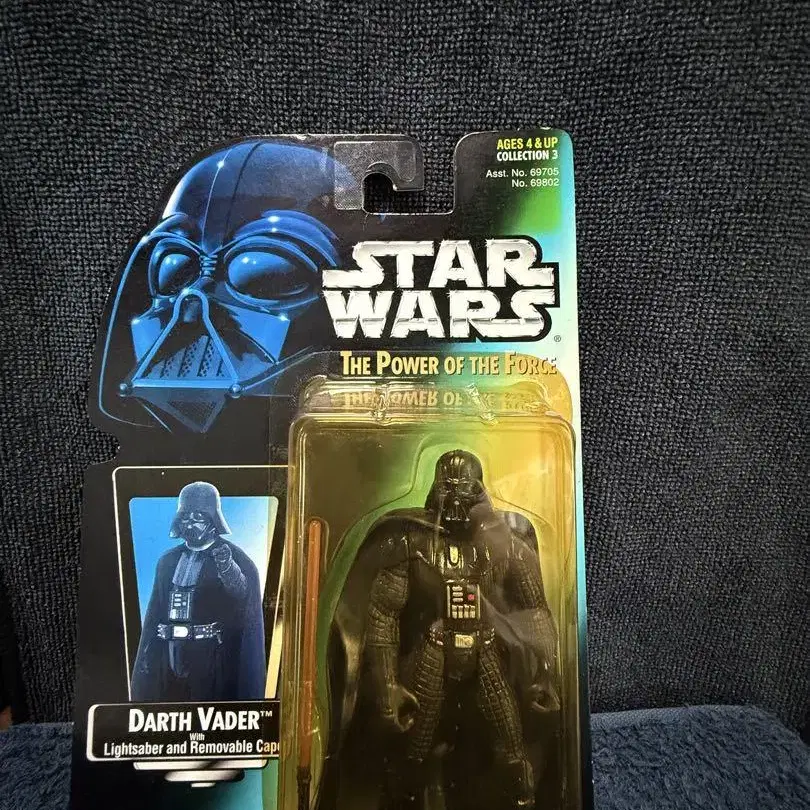 AGES 4 & UP
COLLECTION 3
Asst. No. 69705
No. 69802
STAR
WARS®
THE POWER OF THE FORCE
DARTH VADER™
With
Lightsaber and Removable Cape